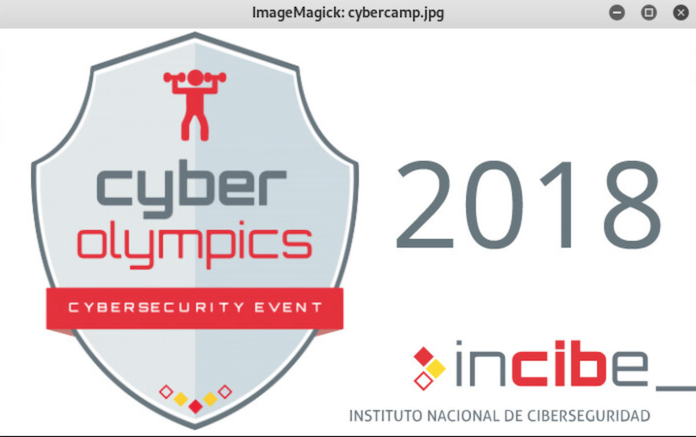 ImageMagick: cybercamp.jpg
cyber
olympics
CYBERSECURITY EVENT
2018
incibe_
INSTITUTO NACIONAL DE CIBERSEGURIDAD